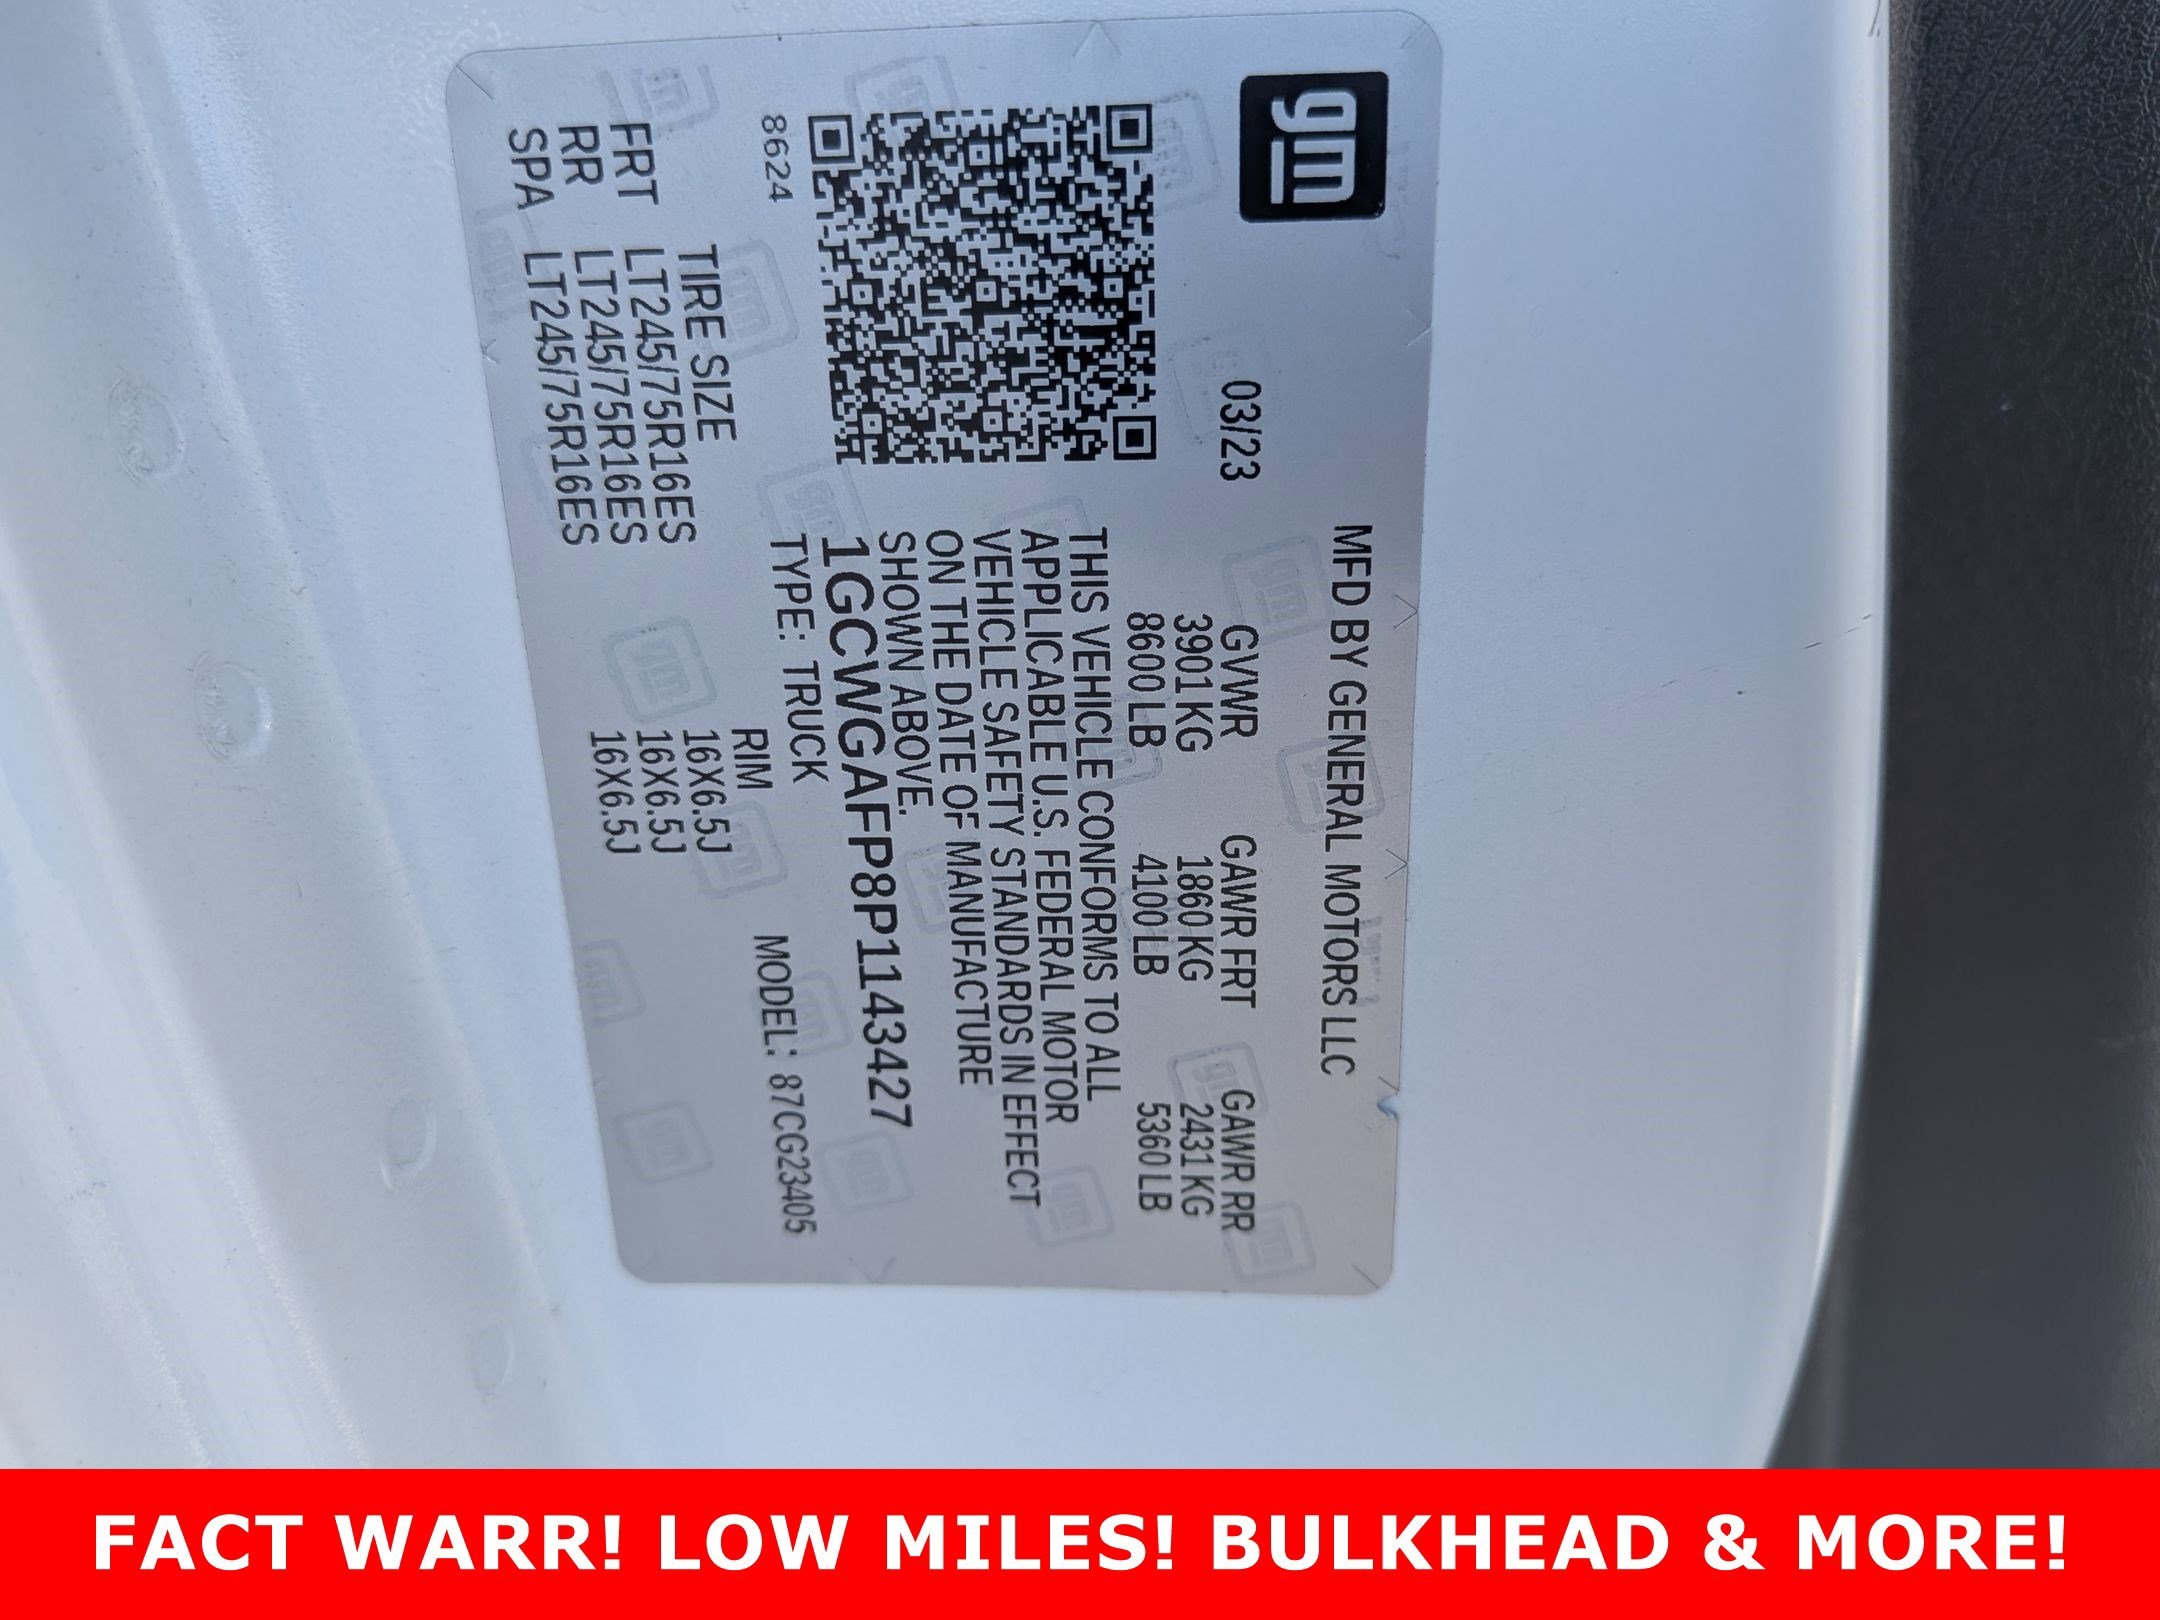 gm
MFD BY GENERAL MOTORS LLC
03/23
GVWR GAWR FRT GAWR RR
3901 KG 1860 KG 2431 KG
8600 LB 4100 LB 5360 LB
THIS VEHICLE CONFORMS TO ALL
APPLICABLE U.S. FEDERAL MOTOR
VEHICLE SAFETY STANDARDS IN EFFECT
ON THE DATE OF MANUFACTURE
SHOWN ABOVE.
1GCWGAFP8P1143427
8624
TYPE: TRUCK MODEL: 87CG23405
TIRE SIZE RIM
FRT LT245/75R16ES 16X6.5J
RR LT245/75R16ES 16X6.5J
SPA LT245/75R16ES 16X6.5J
FACT WARR! LOW MILES! BULKHEAD & MORE!